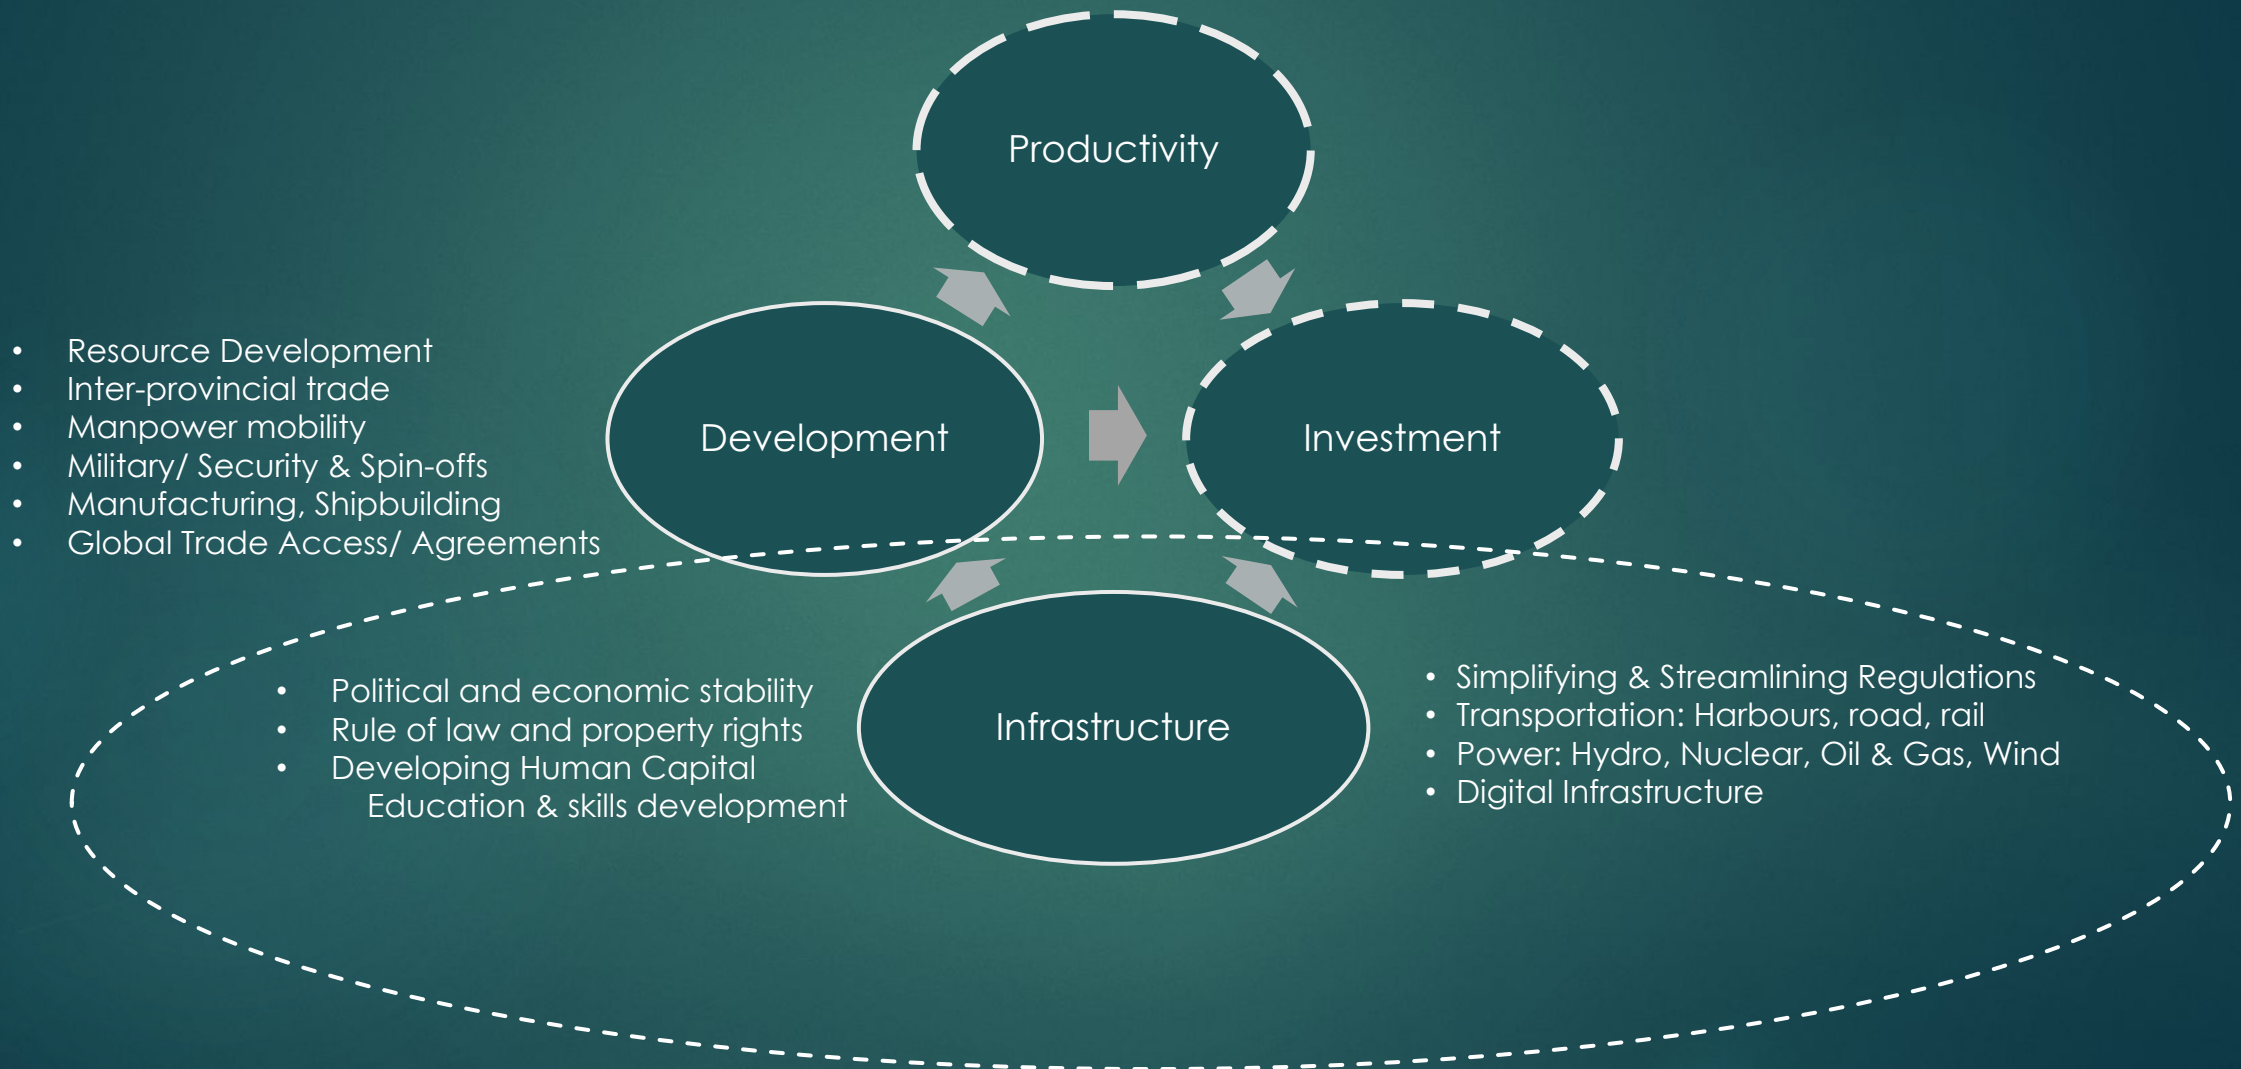 Productivity
• Resource Development
• Inter-provincial trade
• Manpower mobility
• Military/ Security & Spin-offs
• Manufacturing, Shipbuilding
• Global Trade Access/ Agreements
Development
Investment
• Political and economic stability
• Rule of law and property rights
• Developing Human Capital
Education & skills development
Infrastructure
• Simplifying & Streamlining Regulations
• Transportation: Harbours, road, rail
• Power: Hydro, Nuclear, Oil & Gas, Wind
• Digital Infrastructure